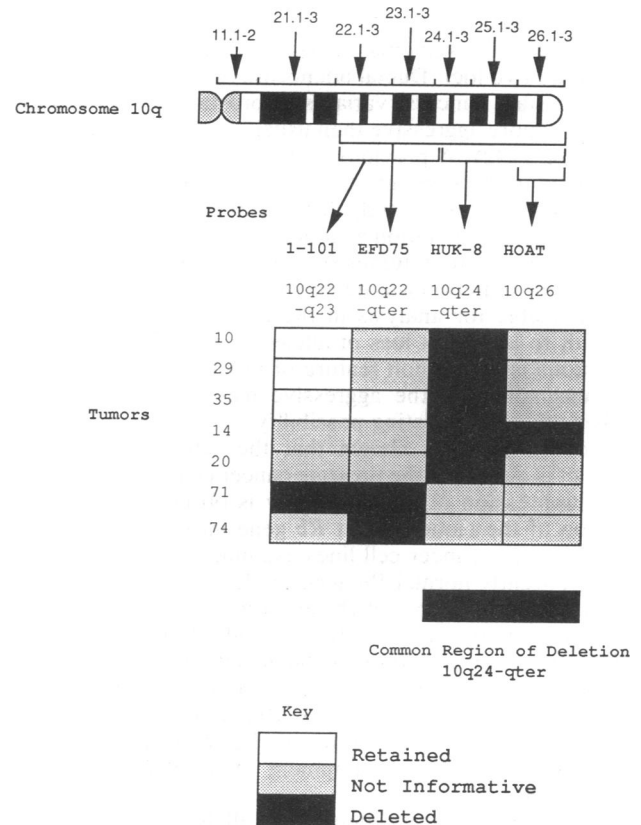 11.1-2 21.1-3 22.1-3 23.1-3 24.1-3 25.1-3 26.1-3
Chromosome 10q
Probes
1-101 EFD75 HUK-8 HOAT
10q22 10q22 10q24 10q26
-q23 -qter -qter
10
29
35
Tumors
14
20
71
74
Common Region of Deletion
10q24-qter
Key
Retained
Not Informative
Deleted